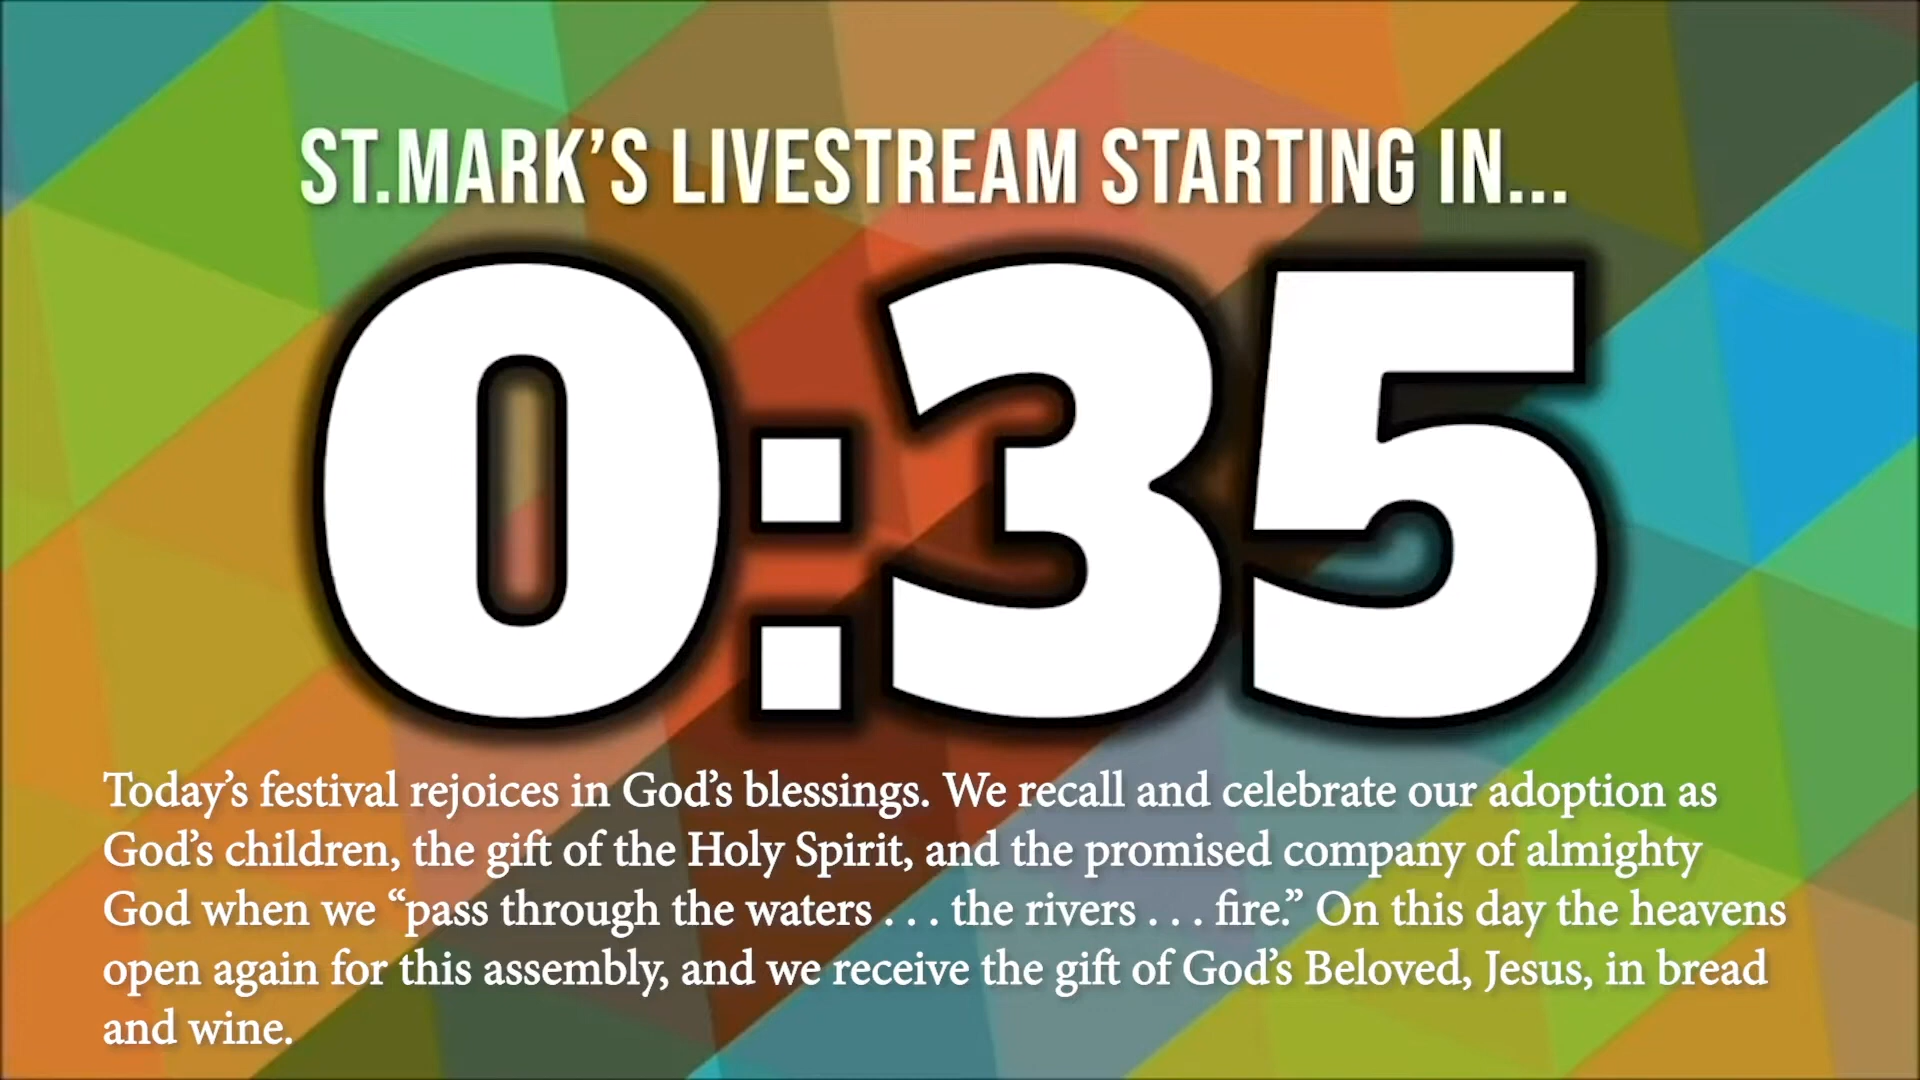 ST.MARK’S LIVESTREAM STARTING IN...
0:35
Today’s festival rejoices in God’s blessings. We recall and celebrate our adoption as
God’s children, the gift of the Holy Spirit, and the promised company of almighty
God when we “pass through the waters . . . the rivers . . . fire.” On this day the heavens
open again for this assembly, and we receive the gift of God’s Beloved, Jesus, in bread
and wine.